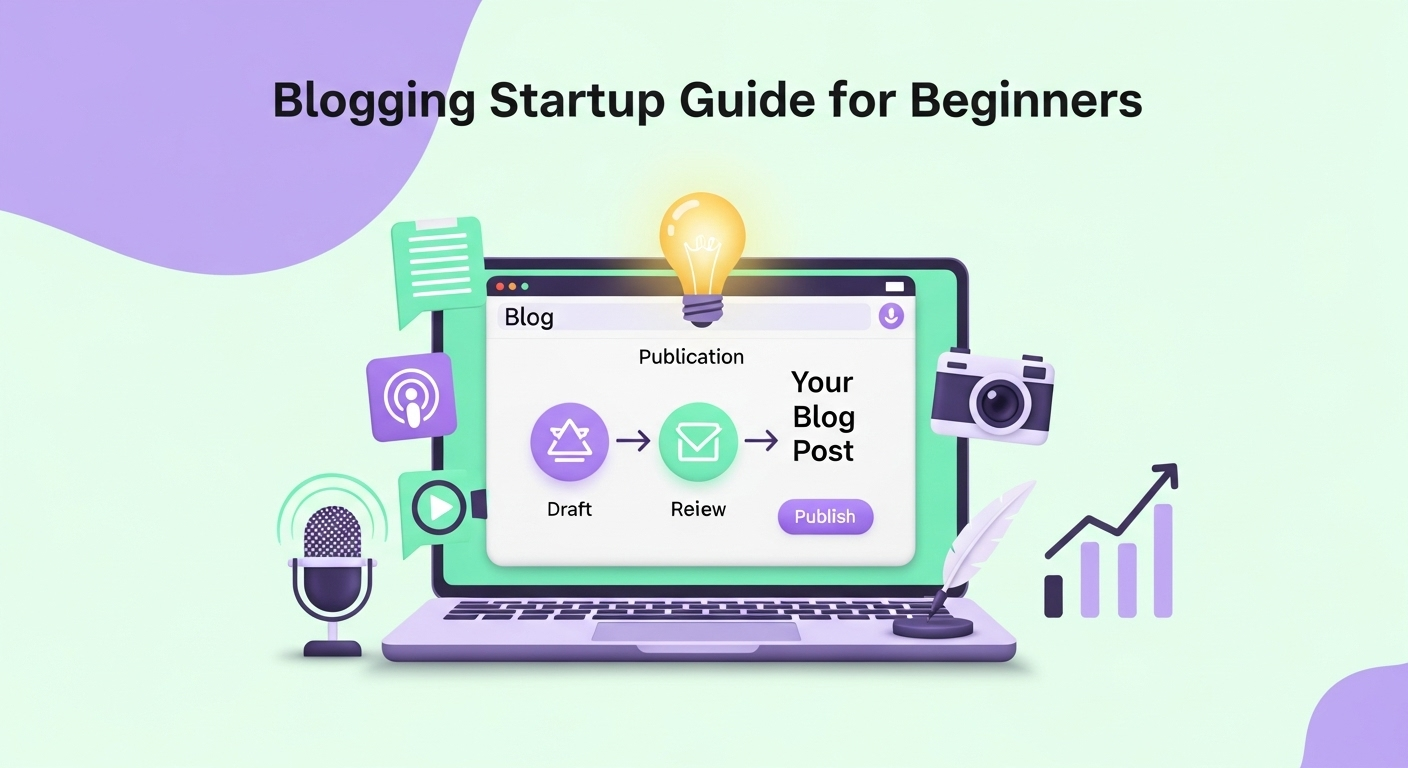 Blogging Startup Guide for Beginners
Blog
Publication
Your
Blog
Post
Draft
Reiew
Publish